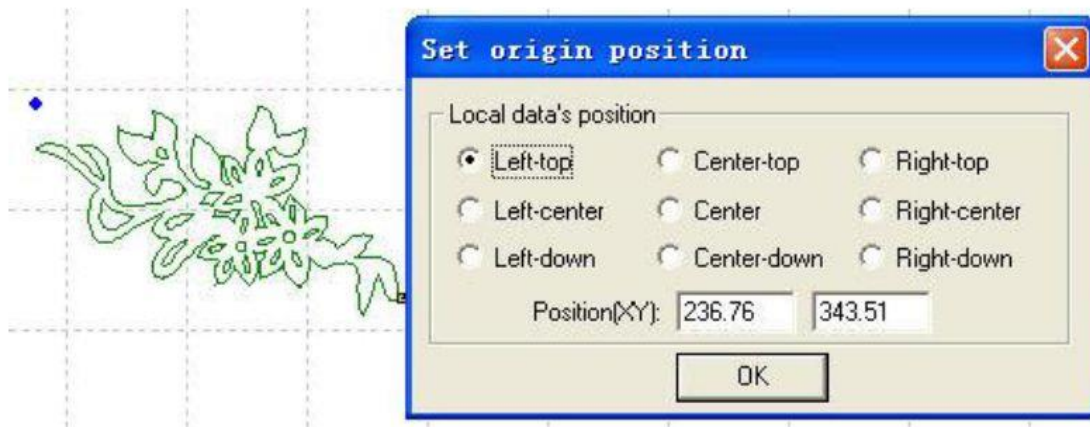 Set origin position
Local data's position
Left-top Center-top Right-top
Left-center Center Right-center
Left-down Center-down Right-down
Position(XY): 236.76 343.51
OK